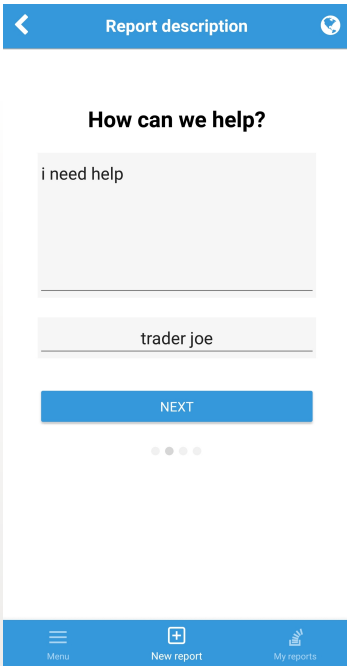 Report description
How can we help?
i need help
trader joe
NEXT
Menu
New report
My reports